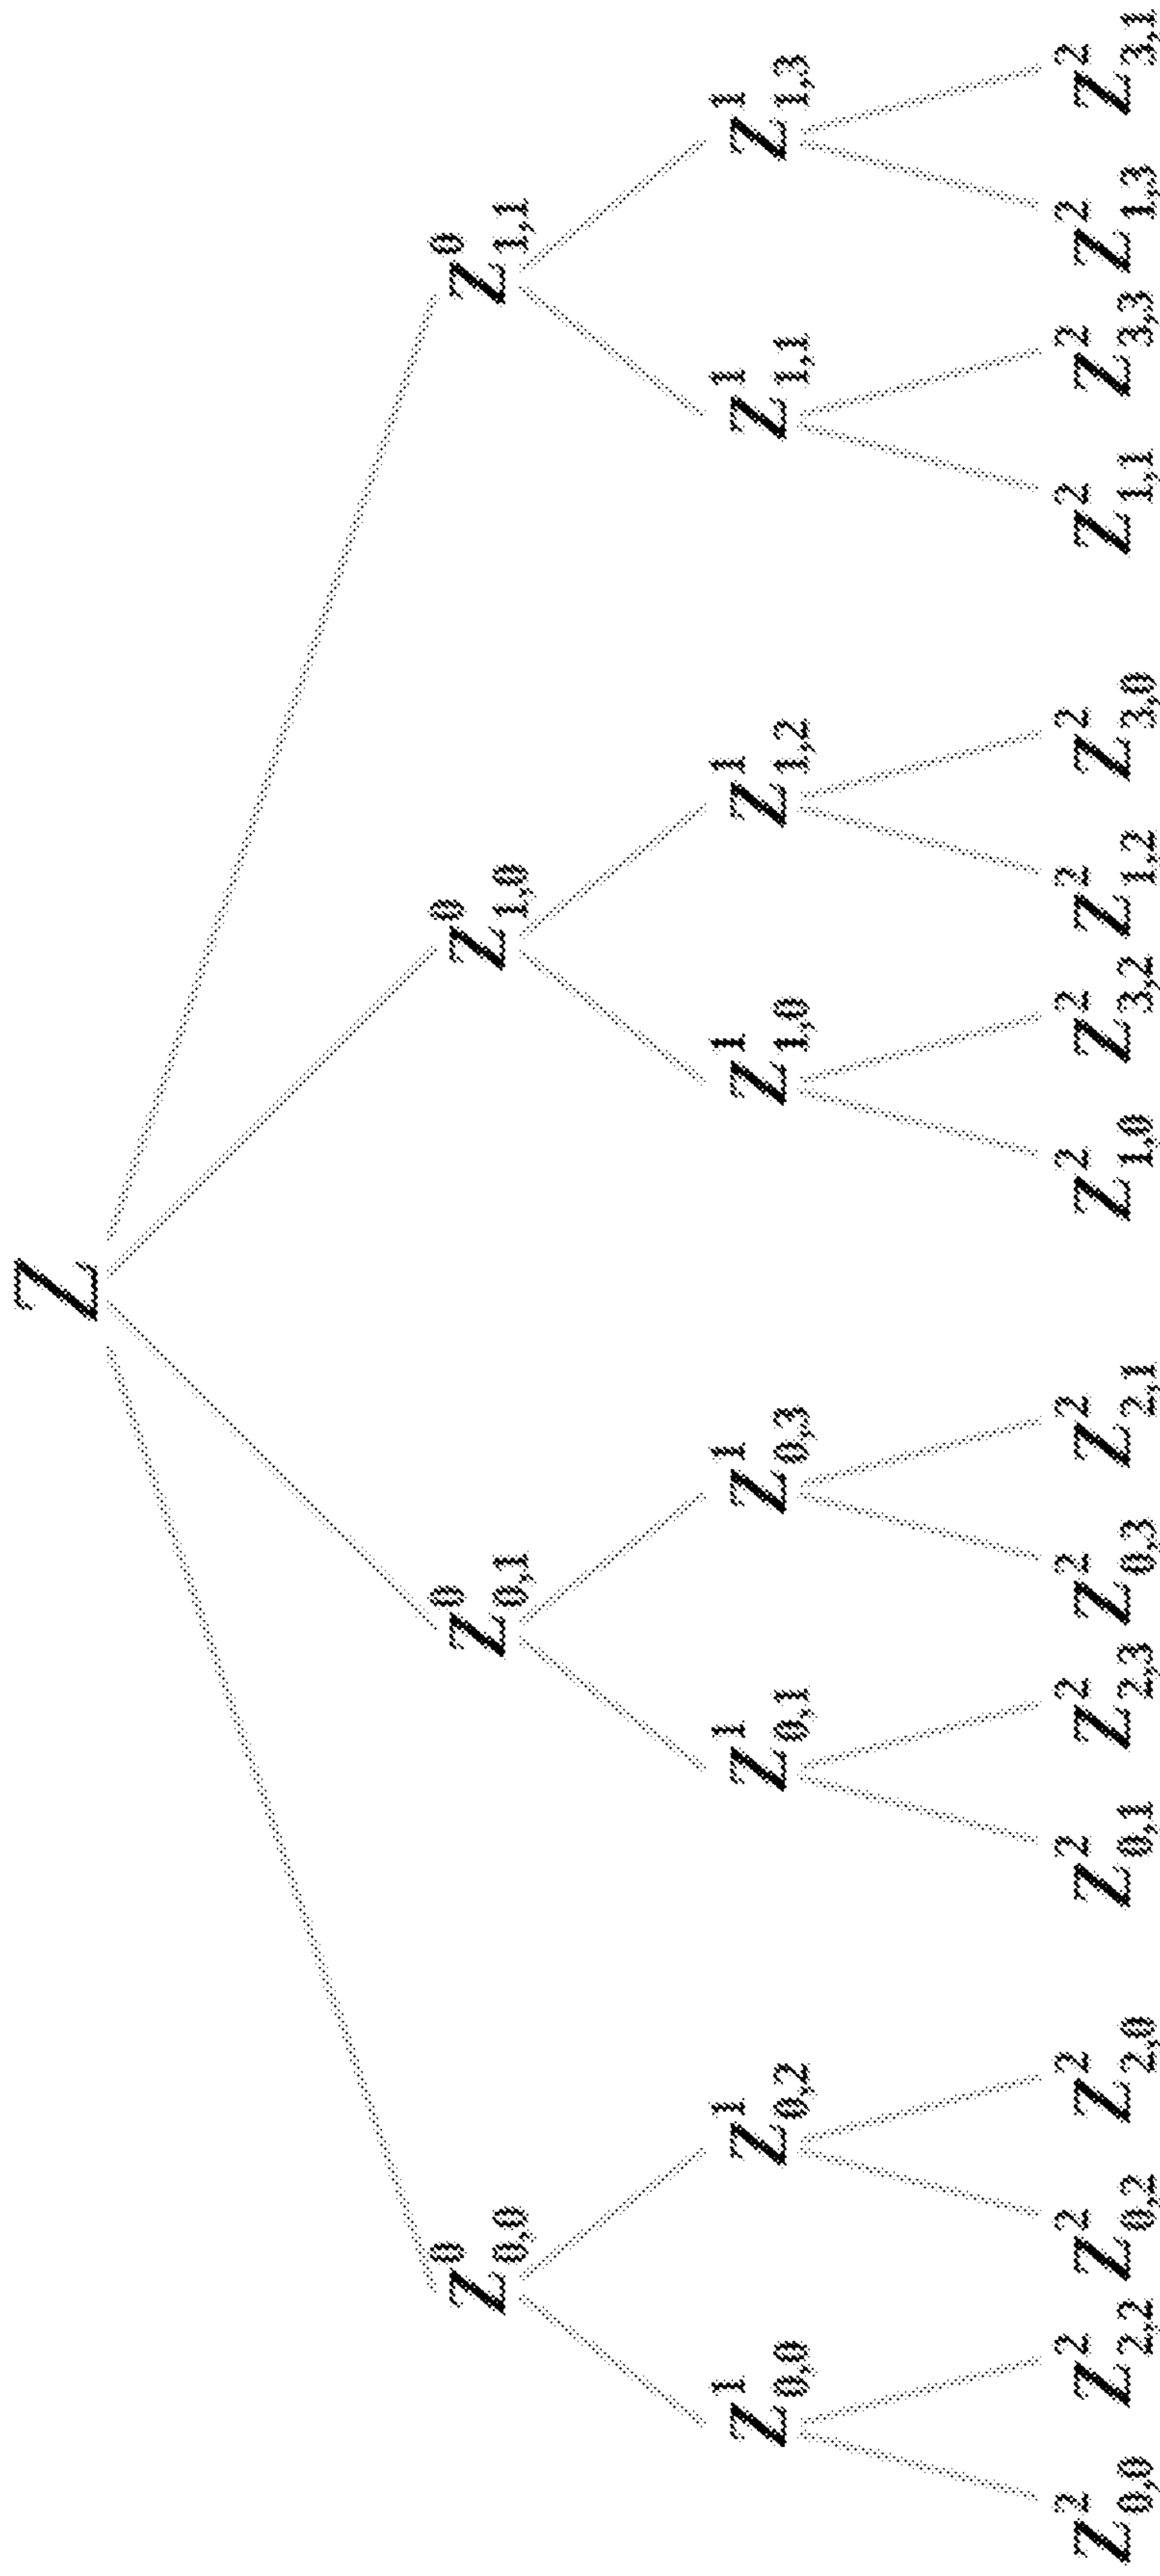 Z
Z^0_{0,0} Z^0_{0,1} Z^0_{1,0} Z^0_{1,1}
Z^1_{0,0} Z^1_{0,2} Z^1_{0,1} Z^1_{0,3} Z^1_{1,0} Z^1_{1,2} Z^1_{1,1} Z^1_{1,3}
Z^2_{0,0} Z^2_{2,2} Z^2_{0,2} Z^2_{2,0} Z^2_{0,1} Z^2_{2,3} Z^2_{0,3} Z^2_{2,1} Z^2_{1,0} Z^2_{3,2} Z^2_{1,2} Z^2_{3,0} Z^2_{1,1} Z^2_{3,3} Z^2_{1,3} Z^2_{3,1}